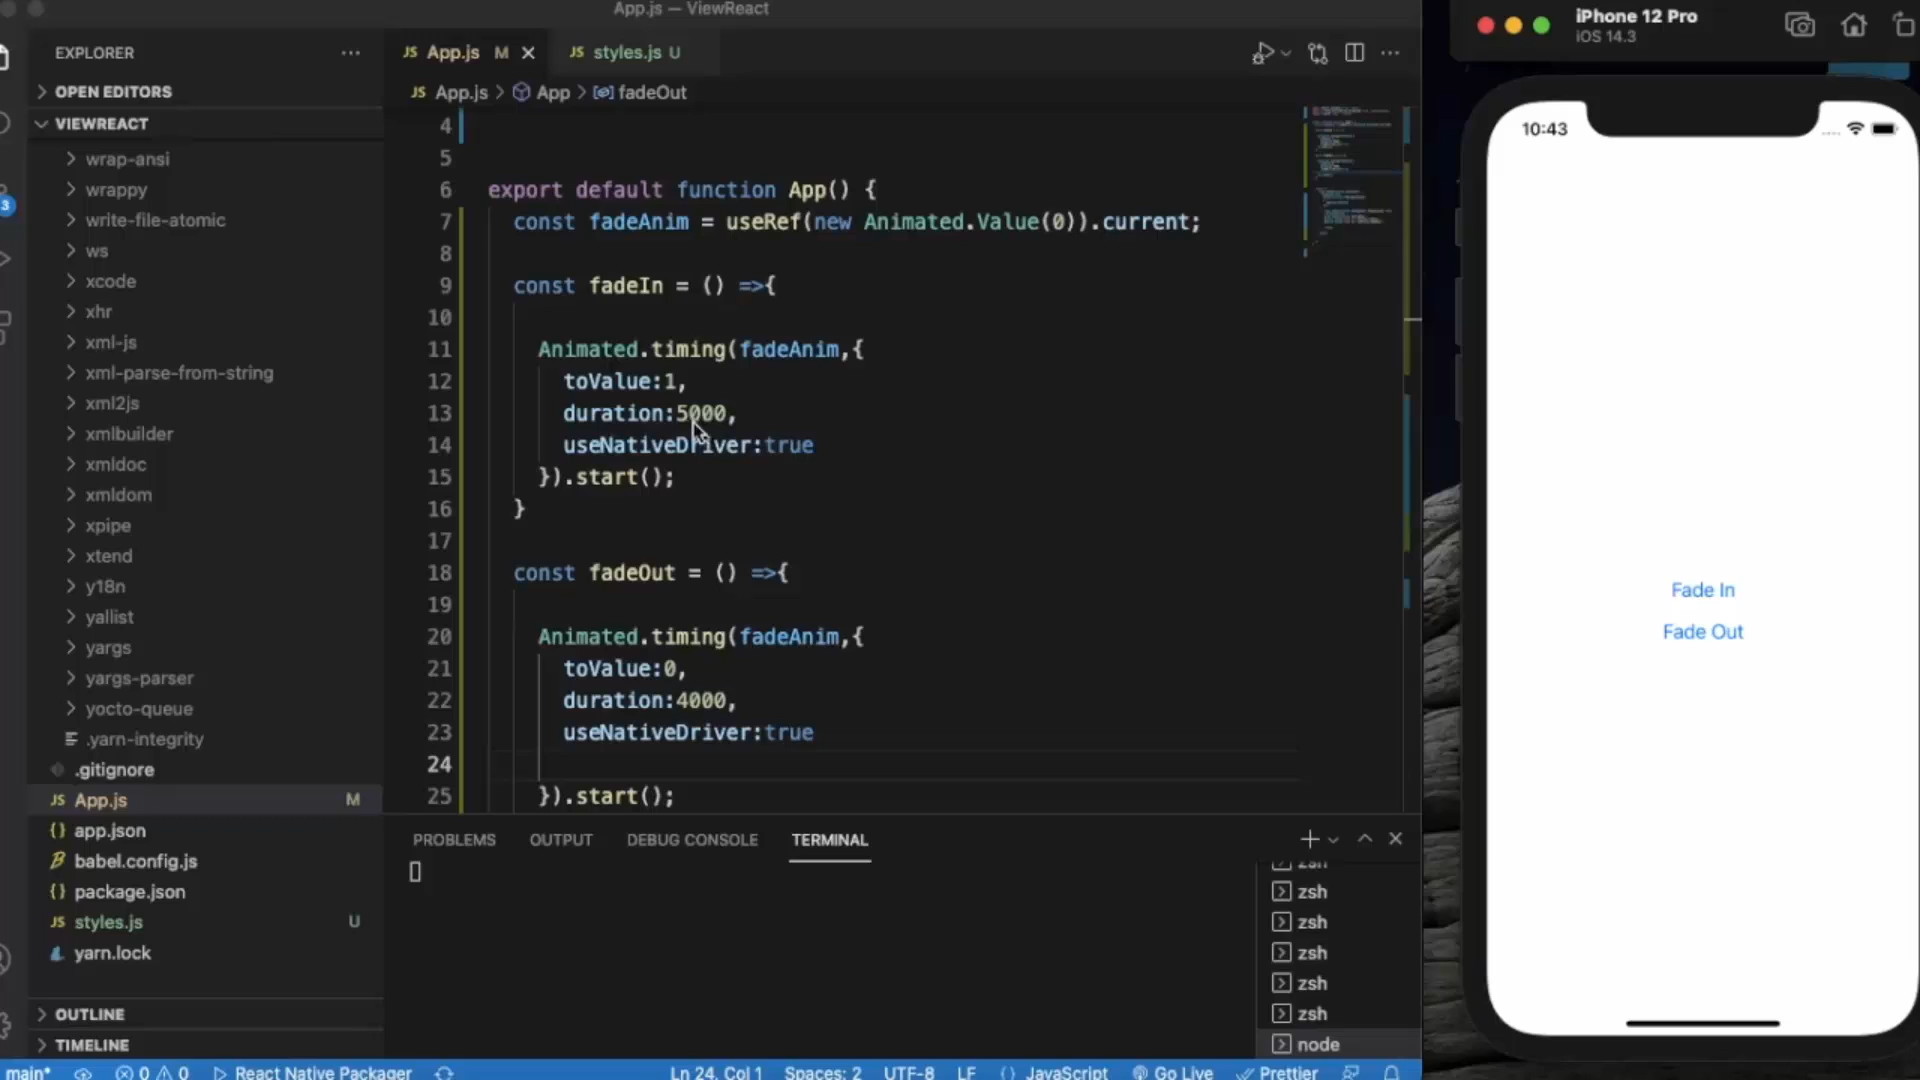 App.js — ViewReact
EXPLORER
OPEN EDITORS
VIEWREACT
wrap-ansi
wrappy
write-file-atomic
ws
xcode
xhr
xml-js
xml-parse-from-string
xml2js
xmlbuilder
xmldoc
xmldom
xpipe
xtend
y18n
yallist
yargs
yargs-parser
yocto-queue
.yarn-integrity
.gitignore
JS App.js M
{} app.json
babel.config.js
{} package.json
JS styles.js U
yarn.lock
OUTLINE
TIMELINE
3
JS App.js M
JS styles.js U
JS App.js > App > fadeOut
4
5
6 export default function App() {
7 const fadeAnim = useRef(new Animated.Value(0)).current;
8
9 const fadeIn = () =>{
10
11 Animated.timing(fadeAnim,{
12 toValue:1,
13 duration:5000,
14 useNativeDriver:true
15 }).start();
16 }
17
18 const fadeOut = () =>{
19
20 Animated.timing(fadeAnim,{
21 toValue:0,
22 duration:4000,
23 useNativeDriver:true
24
25 }).start();
PROBLEMS OUTPUT DEBUG CONSOLE TERMINAL
zsh
zsh
zsh
zsh
zsh
zsh
node
main* 0 0 React Native Packager Ln 24, Col 1 Spaces: 2 UTF-8 LF {} JavaScript Go Live Prettier
iPhone 12 Pro
iOS 14.3
10:43
Fade In
Fade Out